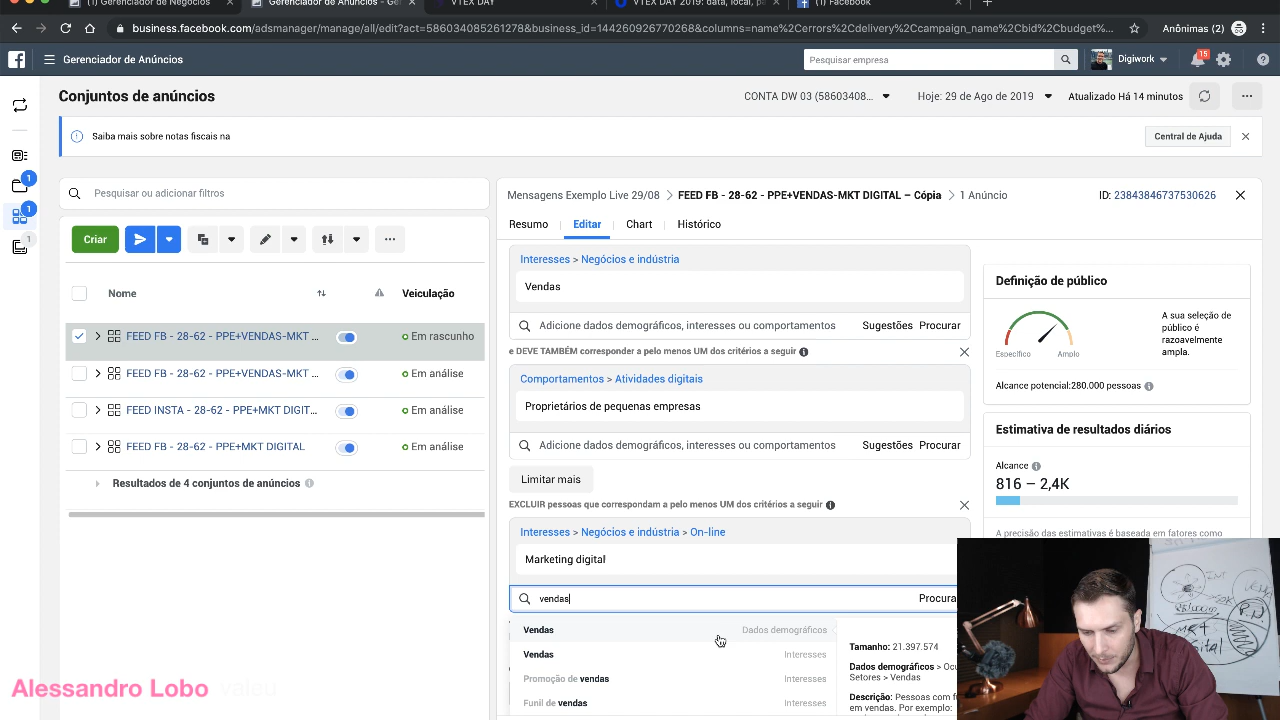 Gerenciador de Negócios
Gerenciador de Anúncios - Ger
VTEX DAY
VTEX DAY 2019: data, local, pa
(1) Facebook
business.facebook.com/adsmanager/manage/all/edit?act=586034085261278&business_id=144260926770268&columns=name%2Cerrors%2Cdelivery%2Ccampaign_name%2Cbid%2Cbudget%...
Anônimas (2)
Gerenciador de Anúncios
Pesquisar empresa
Digiwork
15
Conjuntos de anúncios
CONTA DW 03 (58603408...
Hoje: 29 de Ago de 2019
Atualizado Há 14 minutos
Saiba mais sobre notas fiscais na
Central de Ajuda
1
1
1
Pesquisar ou adicionar filtros
Criar
Nome
Veiculação
FEED FB - 28-62 - PPE+VENDAS-MKT ...
Em rascunho
FEED FB - 28-62 - PPE+VENDAS-MKT ...
Em análise
FEED INSTA - 28-62 - PPE+MKT DIGIT...
Em análise
FEED FB - 28-62 - PPE+MKT DIGITAL
Em análise
Resultados de 4 conjuntos de anúncios
Mensagens Exemplo Live 29/08 > FEED FB - 28-62 - PPE+VENDAS-MKT DIGITAL – Cópia > 1 Anúncio
ID: 23843846737530626
Resumo
Editar
Chart
Histórico
Interesses > Negócios e indústria
Vendas
Adicione dados demográficos, interesses ou comportamentos
Sugestões
Procurar
e DEVE TAMBÉM corresponder a pelo menos UM dos critérios a seguir
Comportamentos > Atividades digitais
Proprietários de pequenas empresas
Adicione dados demográficos, interesses ou comportamentos
Sugestões
Procurar
Limitar mais
EXCLUIR pessoas que correspondam a pelo menos UM dos critérios a seguir
Interesses > Negócios e indústria > On-line
Marketing digital
vendas
Procura
Vendas
Dados demográficos
Vendas
Interesses
Promoção de vendas
Interesses
Funil de vendas
Interesses
Tamanho: 21.397.574
Dados demográficos > Oc
Setores > Vendas
Descrição: Pessoas com f
em vendas. Por exemplo:
Definição de público
Específico
Amplo
A sua seleção de
público é
razoavelmente
ampla.
Alcance potencial:280.000 pessoas
Estimativa de resultados diários
Alcance
816 – 2,4K
A precisão das estimativas é baseada em fatores como
Alessandro Lobo valeu